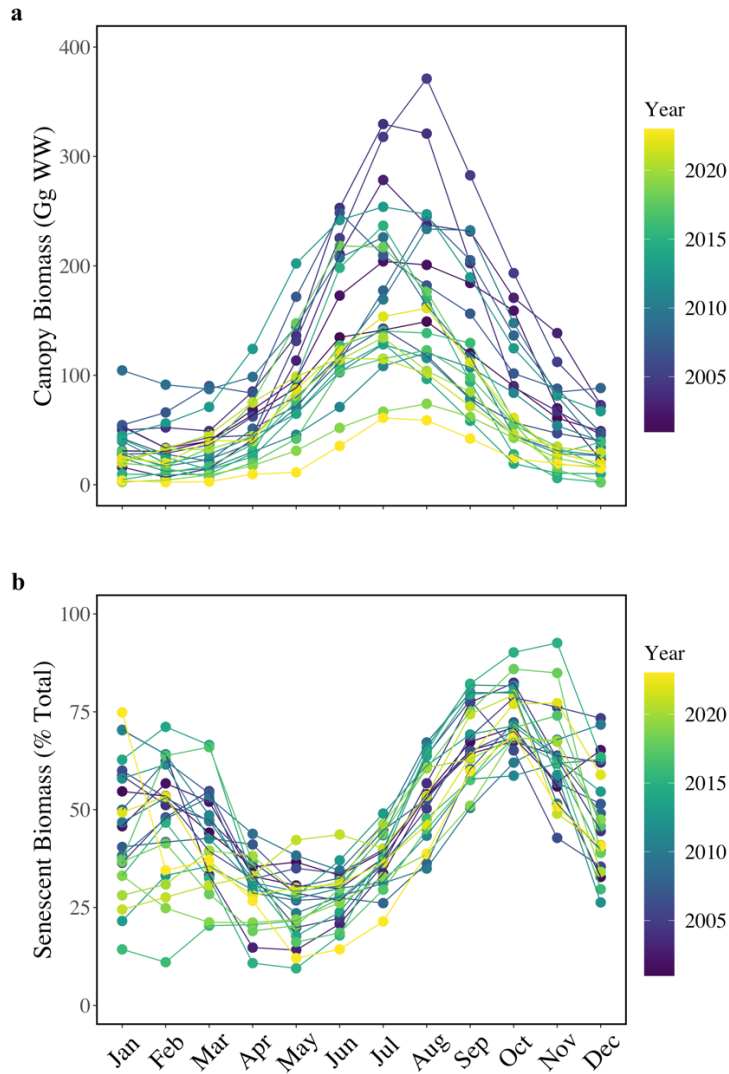 a
400
300
200
100
0
Canopy Biomass (Gg WW)
Year
2020
2015
2010
2005
b
100
75
50
25
0
Senescent Biomass (% Total)
Year
2020
2015
2010
2005
Jan Feb Mar Apr May Jun Jul Aug Sep Oct Nov Dec